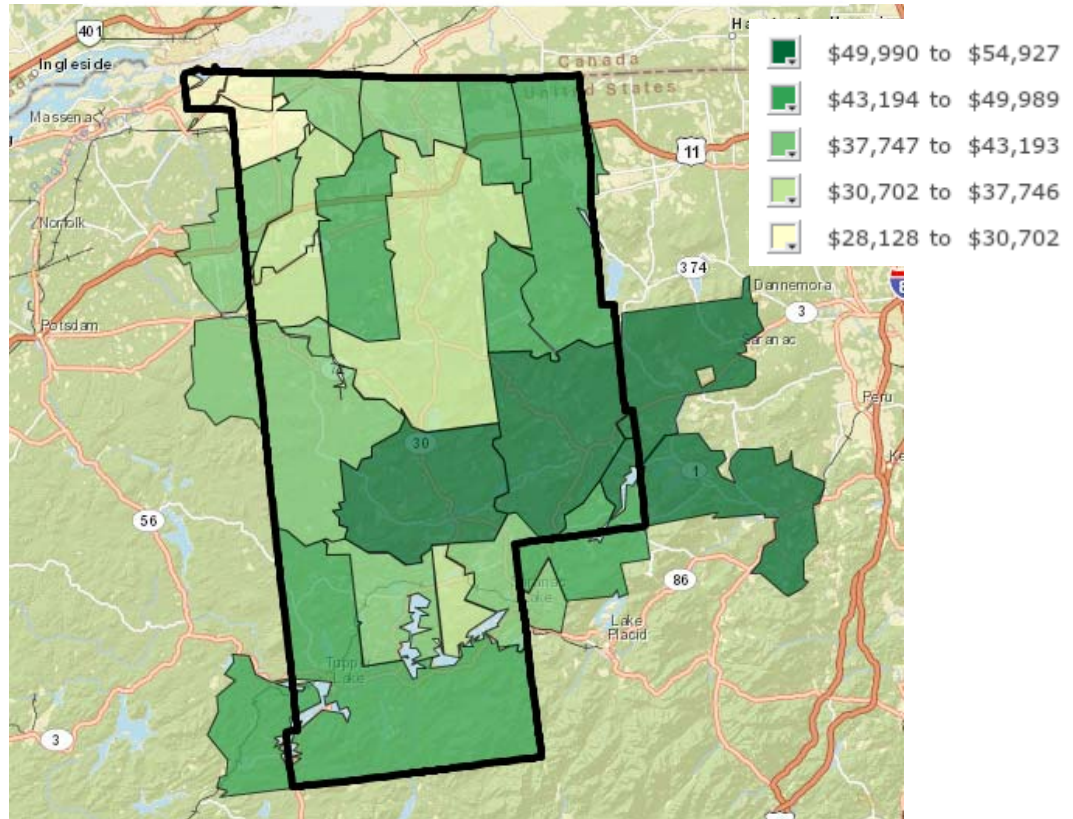 401
Ingleside
Canada
United States
Massena
11
Norfolk
374
Dannemora
3
Potsdam
Saranac
Peru
30
1
56
86
Lake
Placid
Tupper
Lake
Saranac
Lake
3
$49,990 to $54,927
$43,194 to $49,989
$37,747 to $43,193
$30,702 to $37,746
$28,128 to $30,702